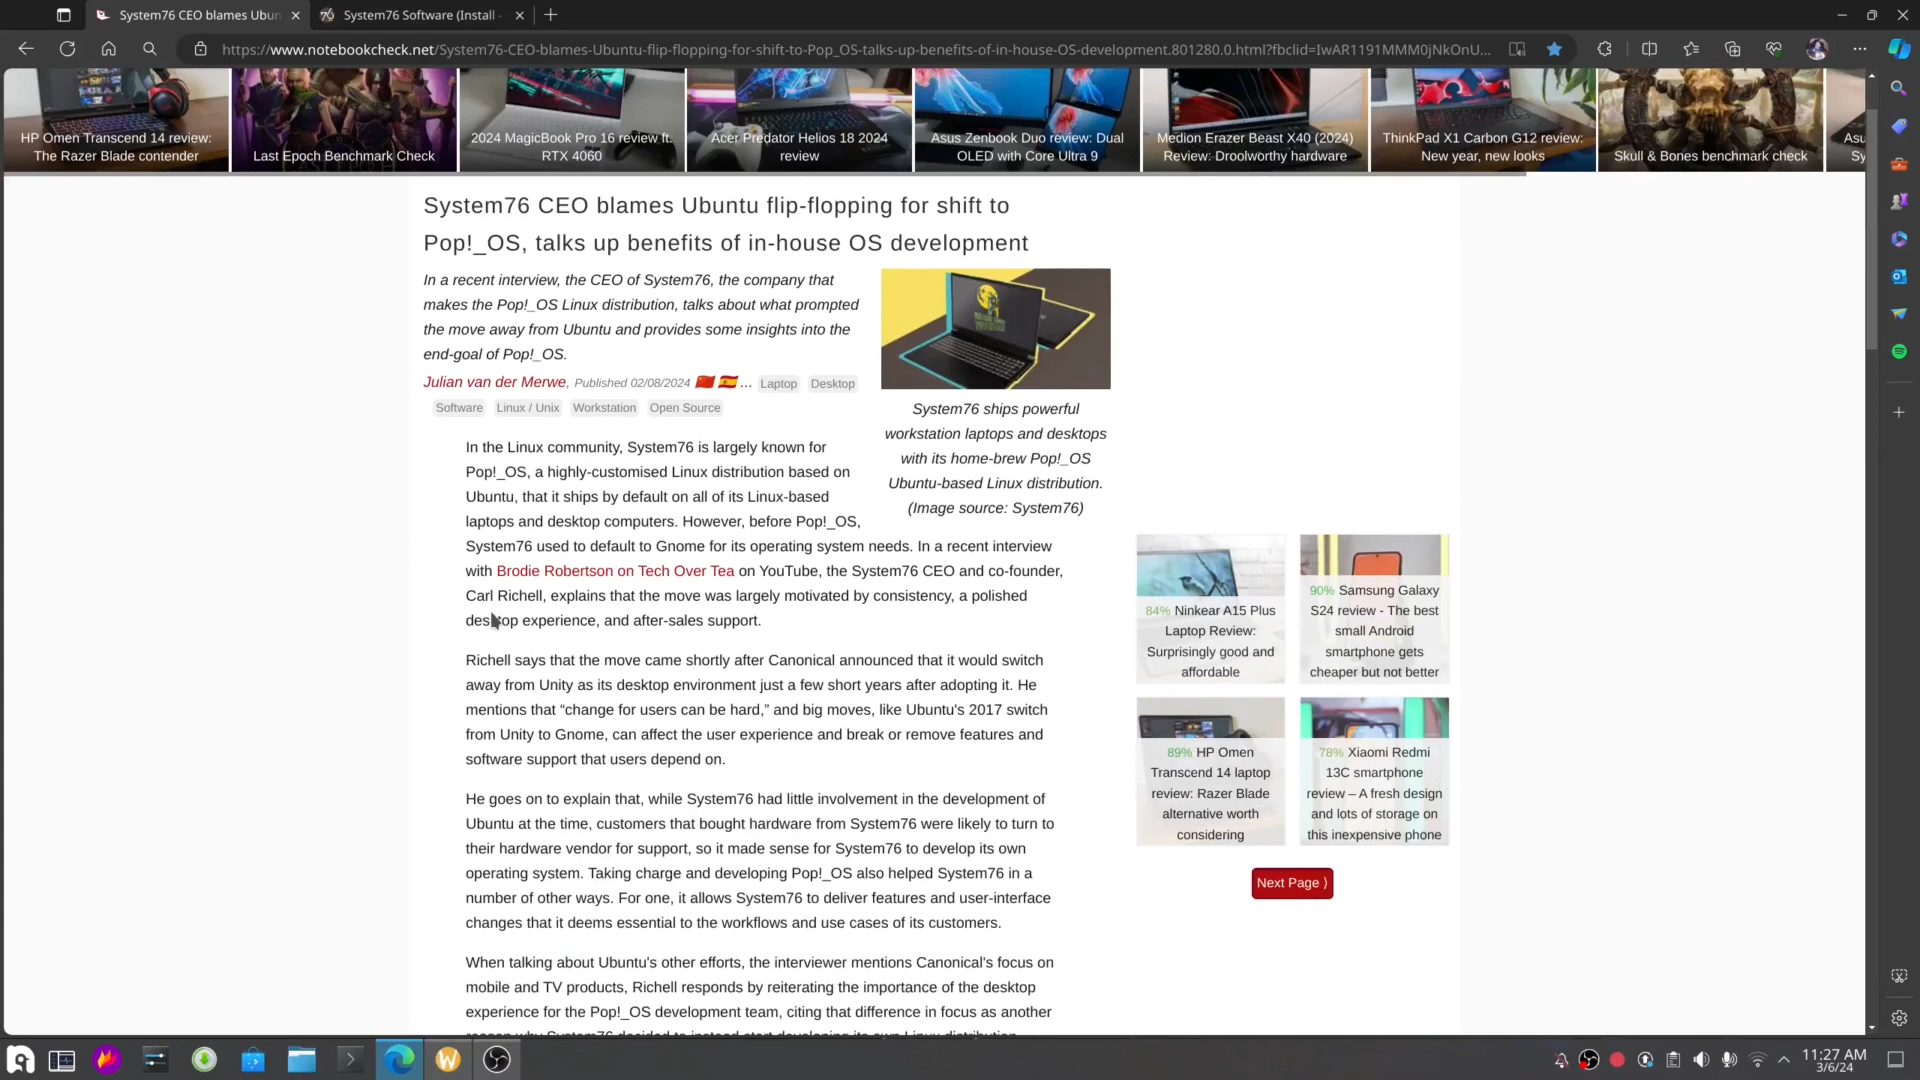 System76 CEO blames Ubun
System76 Software (Install -
https://www.notebookcheck.net/System76-CEO-blames-Ubuntu-flip-flopping-for-shift-to-Pop_OS-talks-up-benefits-of-in-house-OS-development.801280.0.html?fbclid=IwAR1191MMM0jNkOnU...
HP Omen Transcend 14 review:
The Razer Blade contender
Last Epoch Benchmark Check
2024 MagicBook Pro 16 review ft.
RTX 4060
Acer Predator Helios 18 2024
review
Asus Zenbook Duo review: Dual
OLED with Core Ultra 9
Medion Erazer Beast X40 (2024)
Review: Droolworthy hardware
ThinkPad X1 Carbon G12 review:
New year, new looks
Skull & Bones benchmark check
Asu
Sy
System76 CEO blames Ubuntu flip-flopping for shift to
Pop!_OS, talks up benefits of in-house OS development
In a recent interview, the CEO of System76, the company that
makes the Pop!_OS Linux distribution, talks about what prompted
the move away from Ubuntu and provides some insights into the
end-goal of Pop!_OS.
Julian van der Merwe, Published 02/08/2024 ... Laptop Desktop
Software Linux / Unix Workstation Open Source
System76 ships powerful
workstation laptops and desktops
with its home-brew Pop!_OS
Ubuntu-based Linux distribution.
(Image source: System76)
In the Linux community, System76 is largely known for
Pop!_OS, a highly-customised Linux distribution based on
Ubuntu, that it ships by default on all of its Linux-based
laptops and desktop computers. However, before Pop!_OS,
System76 used to default to Gnome for its operating system needs. In a recent interview
with Brodie Robertson on Tech Over Tea on YouTube, the System76 CEO and co-founder,
Carl Richell, explains that the move was largely motivated by consistency, a polished
desktop experience, and after-sales support.
Richell says that the move came shortly after Canonical announced that it would switch
away from Unity as its desktop environment just a few short years after adopting it. He
mentions that “change for users can be hard,” and big moves, like Ubuntu's 2017 switch
from Unity to Gnome, can affect the user experience and break or remove features and
software support that users depend on.
He goes on to explain that, while System76 had little involvement in the development of
Ubuntu at the time, customers that bought hardware from System76 were likely to turn to
their hardware vendor for support, so it made sense for System76 to develop its own
operating system. Taking charge and developing Pop!_OS also helped System76 in a
number of other ways. For one, it allows System76 to deliver features and user-interface
changes that it deems essential to the workflows and use cases of its customers.
When talking about Ubuntu's other efforts, the interviewer mentions Canonical's focus on
mobile and TV products, Richell responds by reiterating the importance of the desktop
experience for the Pop!_OS development team, citing that difference in focus as another
reason why System76 decided to instead start developing its own Linux distribution.
84% Ninkear A15 Plus
Laptop Review:
Surprisingly good and
affordable
90% Samsung Galaxy
S24 review - The best
small Android
smartphone gets
cheaper but not better
89% HP Omen
Transcend 14 laptop
review: Razer Blade
alternative worth
considering
78% Xiaomi Redmi
13C smartphone
review – A fresh design
and lots of storage on
this inexpensive phone
Next Page ⟩
11:27 AM
3/6/24